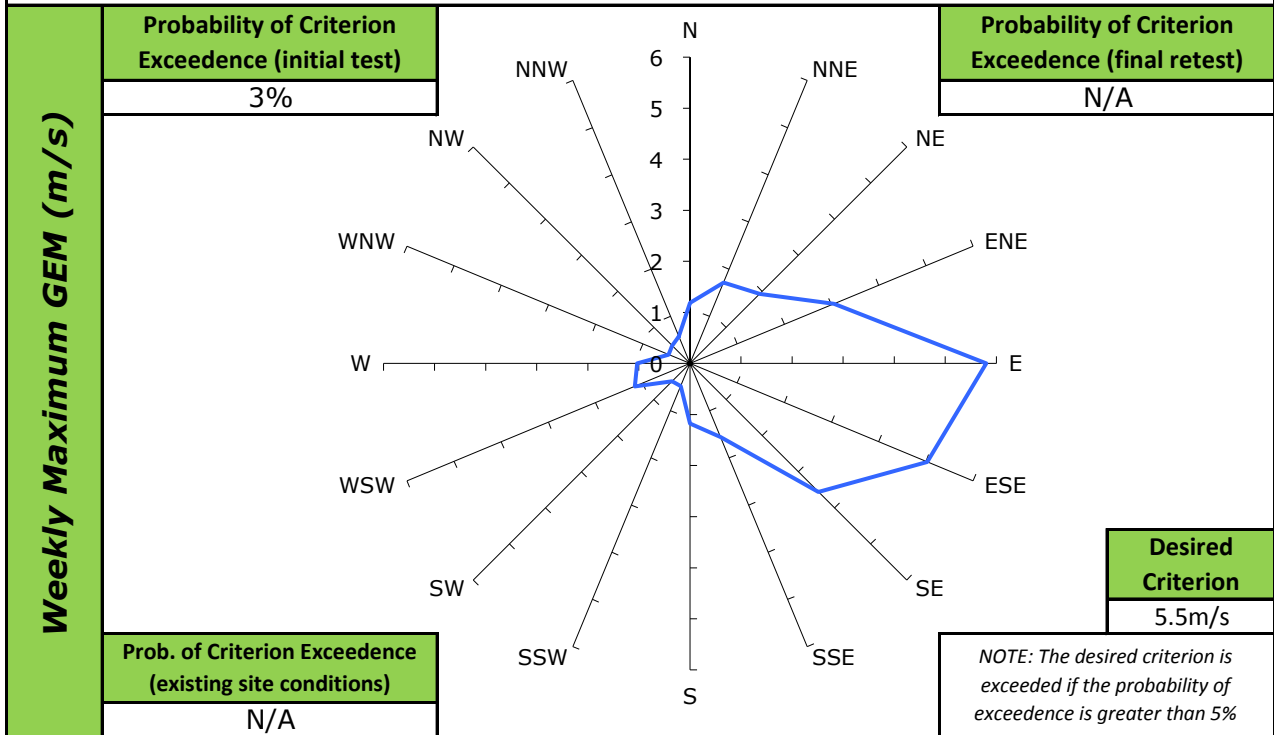 Weekly Maximum GEM (m/s)
Probability of Criterion
Exceedence (initial test)
3%
Probability of Criterion
Exceedence (final retest)
N/A
N
NNE
NE
ENE
E
ESE
SE
SSE
S
SSW
SW
WSW
W
WNW
NW
NNW
6
5
4
3
2
1
0
Prob. of Criterion Exceedence
(existing site conditions)
N/A
Desired
Criterion
5.5m/s
NOTE: The desired criterion is
exceeded if the probability of
exceedence is greater than 5%